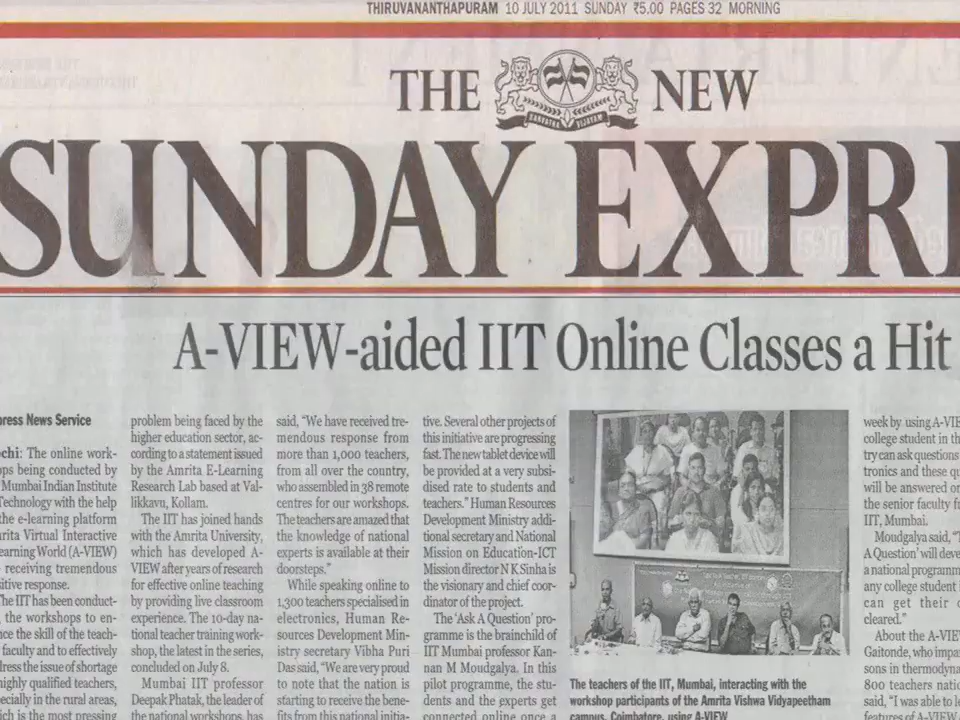 THIRUVANANTHAPURAM 10 JULY 2011 SUNDAY ₹5.00 PAGES 32 MORNING
THE NEW
SARVATRA VIJAYAM
SUNDAY EXPR
A-VIEW-aided IIT Online Classes a Hit
press News Service
chi: The online work-
ops being conducted by
Mumbai Indian Institute
Technology with the help
the e-learning platform
rita Virtual Interactive
earning World (A-VIEW)
receiving tremendous
sitive response.
The IIT has been conduct-
the workshops to en-
nce the skill of the teach-
faculty and to effectively
dress the issue of shortage
highly qualified teachers,
pecially in the rural areas,
ich is the most pressing
problem being faced by the
higher education sector, ac-
cording to a statement issued
by the Amrita E-Learning
Research Lab based at Val-
likkavu, Kollam.
The IIT has joined hands
with the Amrita University,
which has developed A-
VIEW after years of research
for effective online teaching
by providing live classroom
experience. The 10-day na-
tional teacher training work-
shop, the latest in the series,
concluded on July 8.
Mumbai IIT professor
Deepak Phatak, the leader of
the national workshops, has
said, “We have received tre-
mendous response from
more than 1,000 teachers,
from all over the country,
who assembled in 38 remote
centres for our workshops.
The teachers are amazed that
the knowledge of national
experts is available at their
doorsteps.”
While speaking online to
1,300 teachers specialised in
electronics, Human Re-
sources Development Min-
istry secretary Vibha Puri
Das said, “We are very proud
to note that the nation is
starting to receive the bene-
fits from this national initia-
tive. Several other projects of
this initiative are progressing
fast. The new tablet device will
be provided at a very subsi-
dised rate to students and
teachers.” Human Resources
Development Ministry addi-
tional secretary and National
Mission on Education-ICT
Mission director N K Sinha is
the visionary and chief coor-
dinator of the project.
The ‘Ask A Question’ pro-
gramme is the brainchild of
IIT Mumbai professor Kan-
nan M Moudgalya. In this
pilot programme, the stu-
dents and the experts get
connected online once a
The teachers of the IIT, Mumbai, interacting with the
workshop participants of the Amrita Vishwa Vidyapeetham
campus, Coimbatore, using A-VIEW
week by using A-VIE
college student in th
try can ask questions
tronics and these qu
will be answered on
the senior faculty f
IIT, Mumbai.
Moudgalya said, “
A Question’ will deve
a national programm
any college student i
can get their d
cleared.”
About the A-VIEW
Gaitonde, who impa
sons in thermodyna
800 teachers natio
said, “I was able to l
features of A-VIEW